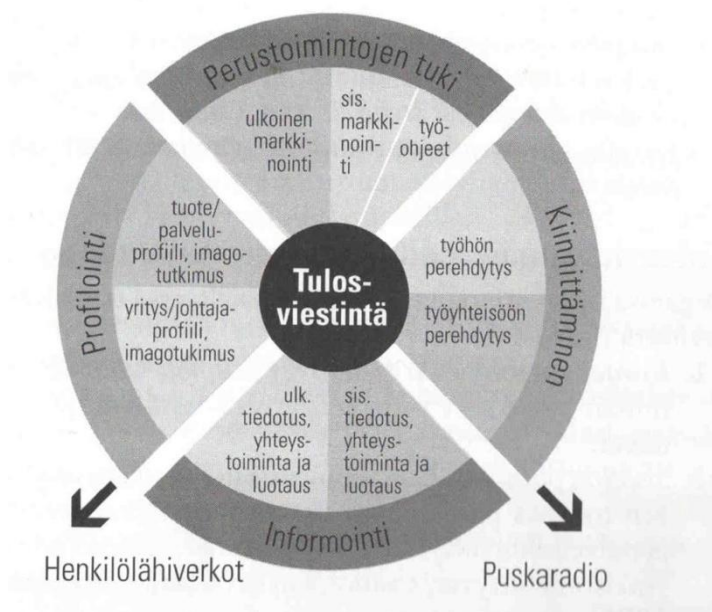 Perustoimintojen tuki
ulkoinen
markki-
nointi
sis.
markki-
noin-
ti
työ-
ohjeet
Kiinnittäminen
työhön
perehdytys
työyhteisöön
perehdytys
Informointi
sis.
tiedotus,
yhteys-
toiminta ja
luotaus
ulk.
tiedotus,
yhteys-
toiminta ja
luotaus
Profilointi
tuote/
palvelu-
profiili, imago-
tutkimus
yritys/johtaja-
profiili,
imagotukimus
Tulos-
viestintä
Henkilölähiverkot
Puskaradio